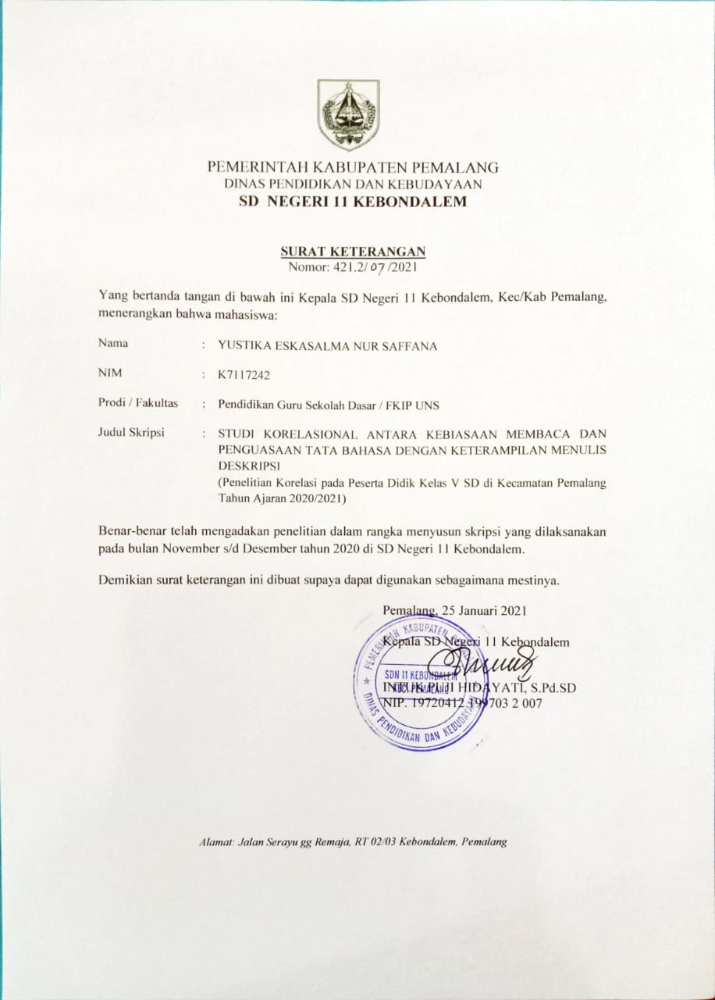 PEMERINTAH KABUPATEN PEMALANG
DINAS PENDIDIKAN DAN KEBUDAYAAN
SD NEGERI 11 KEBONDALEM
SURAT KETERANGAN
Nomor: 421.2/ 07 /2021
Yang bertanda tangan di bawah ini Kepala SD Negeri 11 Kebondalem, Kec/Kab Pemalang,
menerangkan bahwa mahasiswa:
Nama : YUSTIKA ESKASALMA NUR SAFFANA
NIM : K7117242
Prodi / Fakultas : Pendidikan Guru Sekolah Dasar / FKIP UNS
Judul Skripsi : STUDI KORELASIONAL ANTARA KEBIASAAN MEMBACA DAN
PENGUASAAN TATA BAHASA DENGAN KETERAMPILAN MENULIS
DESKRIPSI
(Penelitian Korelasi pada Peserta Didik Kelas V SD di Kecamatan Pemalang
Tahun Ajaran 2020/2021)
Benar-benar telah mengadakan penelitian dalam rangka menyusun skripsi yang dilaksanakan
pada bulan November s/d Desember tahun 2020 di SD Negeri 11 Kebondalem.
Demikian surat keterangan ini dibuat supaya dapat digunakan sebagaimana mestinya.
Pemalang, 25 Januari 2021
Kepala SD Negeri 11 Kebondalem
PEMERINTAH KABUPATEN
SDN 11 KEBONDALEM
KEC. PEMALANG
DINAS PENDIDIKAN DAN KEBUDAYAAN
INTUK PUJI HIDAYATI, S.Pd.SD
NIP. 19720412 199703 2 007
Alamat: Jalan Serayu gg Remaja, RT 02/03 Kebondalem, Pemalang